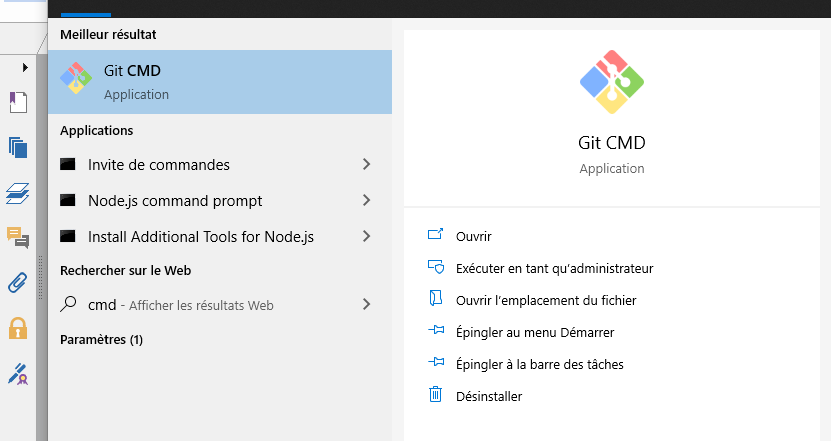 Meilleur résultat
Git CMD
Application
Applications
Invite de commandes
Node.js command prompt
Install Additional Tools for Node.js
Rechercher sur le Web
cmd - Afficher les résultats Web
Paramètres (1)
Git CMD
Application
Ouvrir
Exécuter en tant qu’administrateur
Ouvrir l’emplacement du fichier
Épingler au menu Démarrer
Épingler à la barre des tâches
Désinstaller